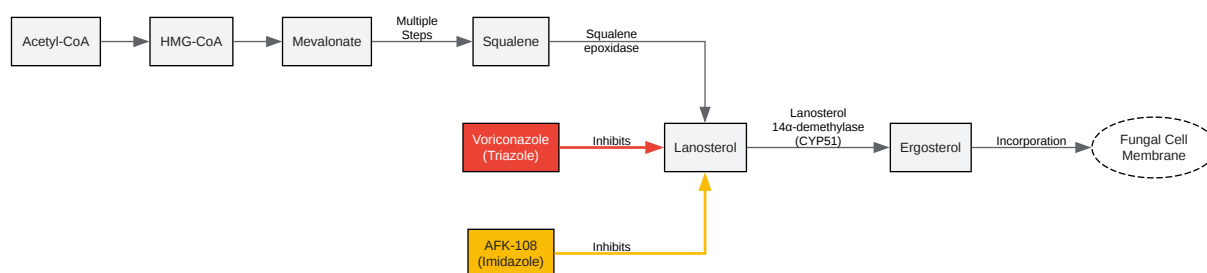 Acetyl-CoA
HMG-CoA
Mevalonate
Multiple
Steps
Squalene
Squalene
epoxidase
Voriconazole
(Triazole)
Inhibits
Lanosterol
Lanosterol
14α-demethylase
(CYP51)
Ergosterol
Incorporation
Fungal Cell
Membrane
AFK-108
(Imidazole)
Inhibits